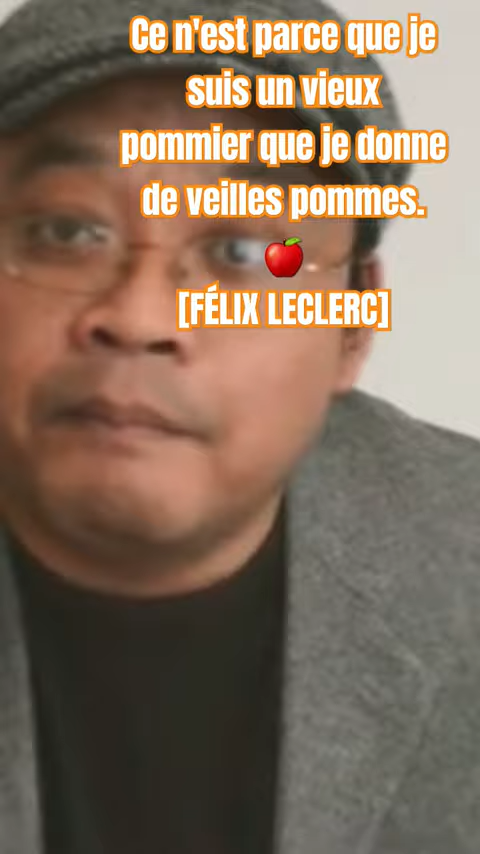 Ce n'est parce que je
suis un vieux
pommier que je donne
de veilles pommes.
🍎
[FÉLIX LECLERC]